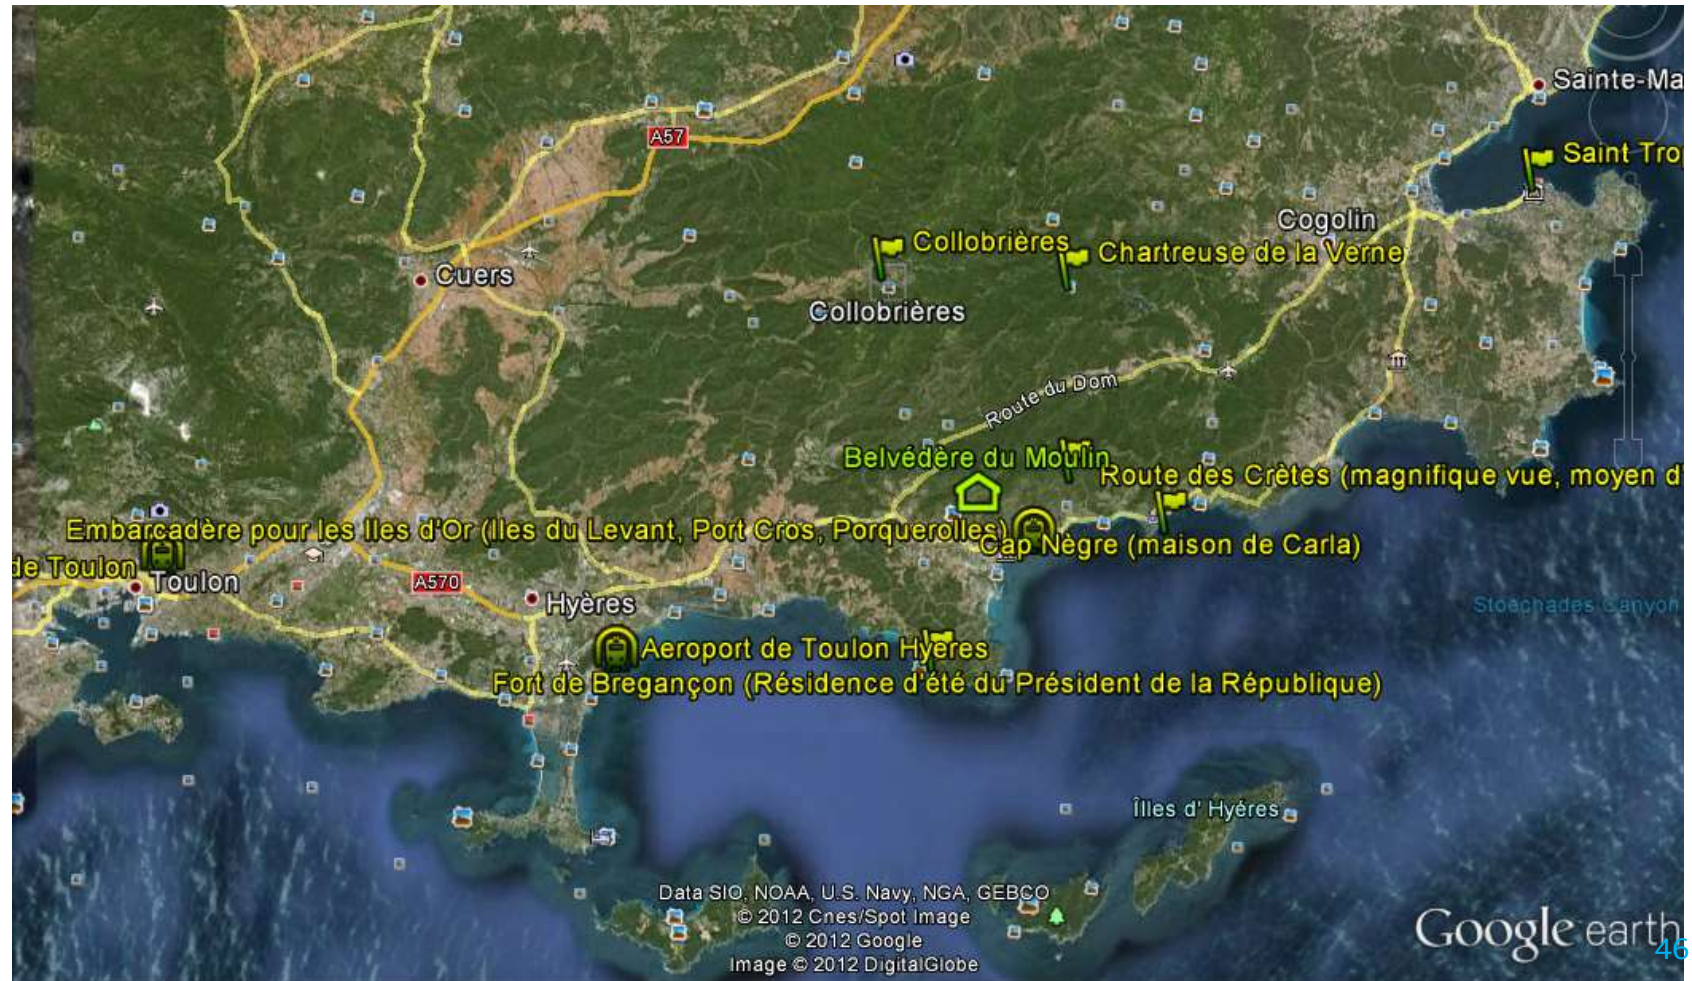 Sainte-Ma
A57
Saint Tro
Cogolin
Collobrières
Chartreuse de la Verne
Cuers
Collobrières
Route du Dom
Belvédère du Moulin
Route des Crètes (magnifique vue, moyen d'
Embarcadère pour les Iles d'Or (Iles du Levant, Port Cros, Porquerolles)
Cap Nègre (maison de Carla)
de Toulon
Toulon
A570
Hyères
Stoechades Canyon
Aeroport de Toulon Hyères
Fort de Bregançon (Résidence d'été du Président de la République)
Îlles d' Hyéres
Data SIO, NOAA, U.S. Navy, NGA, GEBCO
© 2012 Cnes/Spot Image
© 2012 Google
Image © 2012 DigitalGlobe
Google earth
46